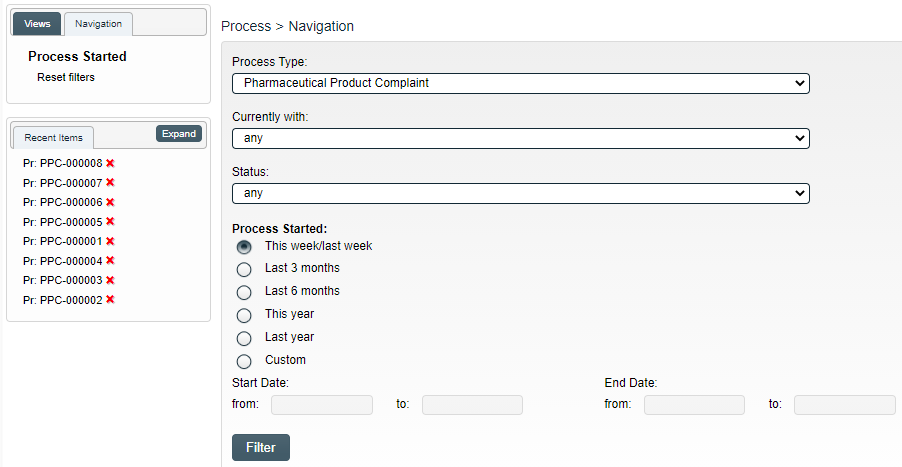 Views
Navigation
Process Started
Reset filters
Recent Items
Expand
Pr: PPC-000008
Pr: PPC-000007
Pr: PPC-000006
Pr: PPC-000005
Pr: PPC-000001
Pr: PPC-000004
Pr: PPC-000003
Pr: PPC-000002
Process > Navigation
Process Type:
Pharmaceutical Product Complaint
Currently with:
any
Status:
any
Process Started:
This week/last week
Last 3 months
Last 6 months
This year
Last year
Custom
Start Date:
from: to:
End Date:
from: to:
Filter